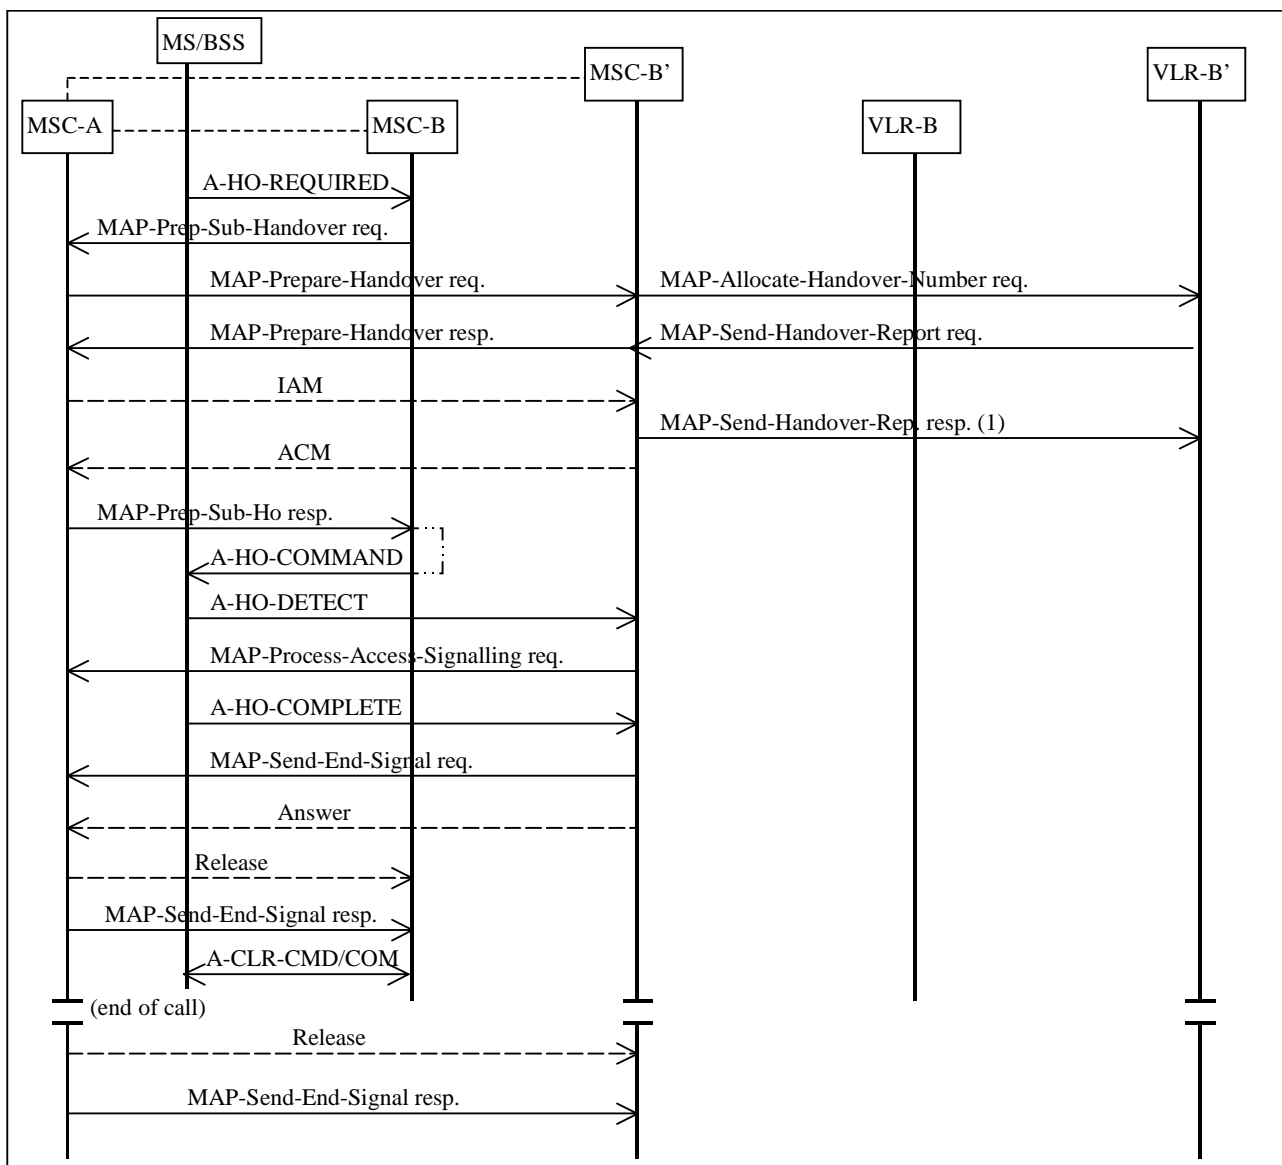 MS/BSS
MSC-B’
VLR-B’
MSC-A
MSC-B
VLR-B
A-HO-REQUIRED
MAP-Prep-Sub-Handover req.
MAP-Prepare-Handover req.
MAP-Allocate-Handover-Number req.
MAP-Prepare-Handover resp.
MAP-Send-Handover-Report req.
IAM
MAP-Send-Handover-Rep. resp. (1)
ACM
MAP-Prep-Sub-Ho resp.
A-HO-COMMAND
A-HO-DETECT
MAP-Process-Access-Signalling req.
A-HO-COMPLETE
MAP-Send-End-Signal req.
Answer
Release
MAP-Send-End-Signal resp.
A-CLR-CMD/COM
(end of call)
Release
MAP-Send-End-Signal resp.